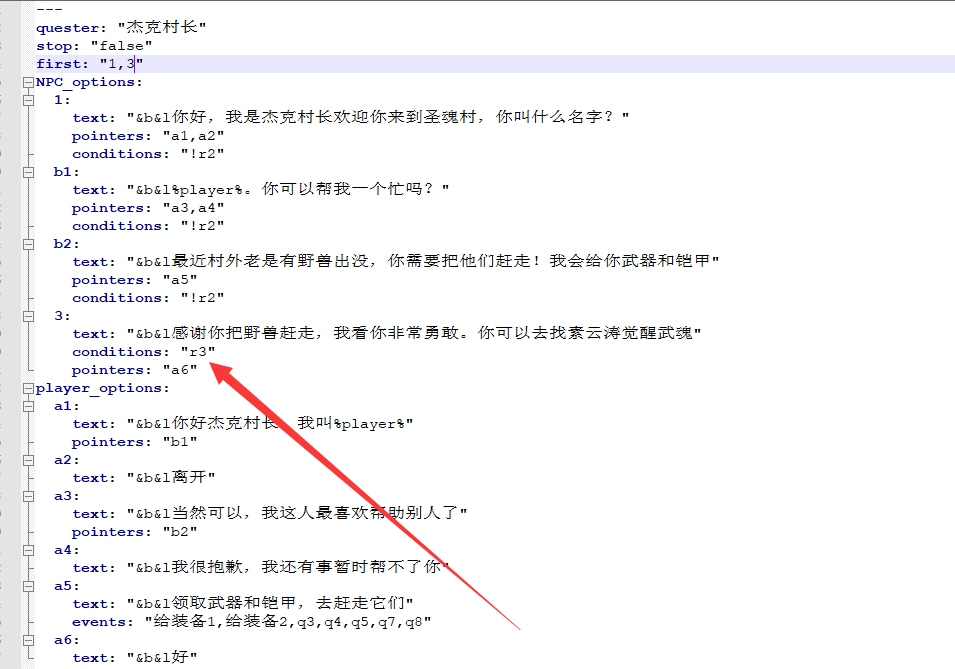 ---
quester: "杰克村长"
stop: "false"
first: "1,3"
NPC_options:
1:
text: "&b&l你好，我是杰克村长欢迎你来到圣魂村，你叫什么名字？"
pointers: "a1,a2"
conditions: "!r2"
b1:
text: "&b&l%player%。你可以帮我一个忙吗？"
pointers: "a3,a4"
conditions: "!r2"
b2:
text: "&b&l最近村外老是有野兽出没，你需要把他们赶走！我会给你武器和铠甲"
pointers: "a5"
conditions: "!r2"
3:
text: "&b&l感谢你把野兽赶走，我看你非常勇敢。你可以去找素云涛觉醒武魂"
conditions: "r3"
pointers: "a6"
player_options:
a1:
text: "&b&l你好杰克村长 我叫%player%"
pointers: "b1"
a2:
text: "&b&l离开"
a3:
text: "&b&l当然可以，我这人最喜欢帮助别人了"
pointers: "b2"
a4:
text: "&b&l我很抱歉，我还有事暂时帮不了你"
a5:
text: "&b&l领取武器和铠甲，去赶走它们"
events: "给装备1,给装备2,q3,q4,q5,q7,q8"
a6:
text: "&b&l好"